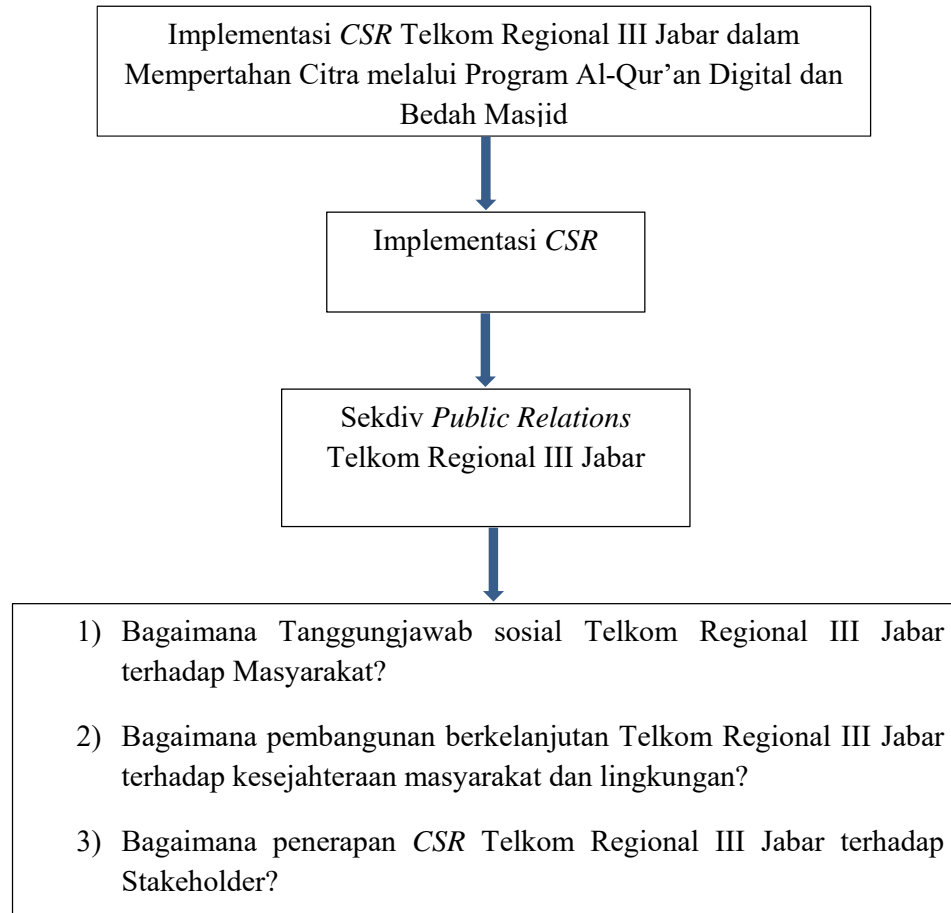 Implementasi CSR Telkom Regional III Jabar dalam
Mempertahan Citra melalui Program Al-Qur’an Digital dan
Bedah Masjid
Implementasi CSR
Sekdiv Public Relations
Telkom Regional III Jabar
1) Bagaimana Tanggungjawab sosial Telkom Regional III Jabar
terhadap Masyarakat?
2) Bagaimana pembangunan berkelanjutan Telkom Regional III Jabar
terhadap kesejahteraan masyarakat dan lingkungan?
3) Bagaimana penerapan CSR Telkom Regional III Jabar terhadap
Stakeholder?